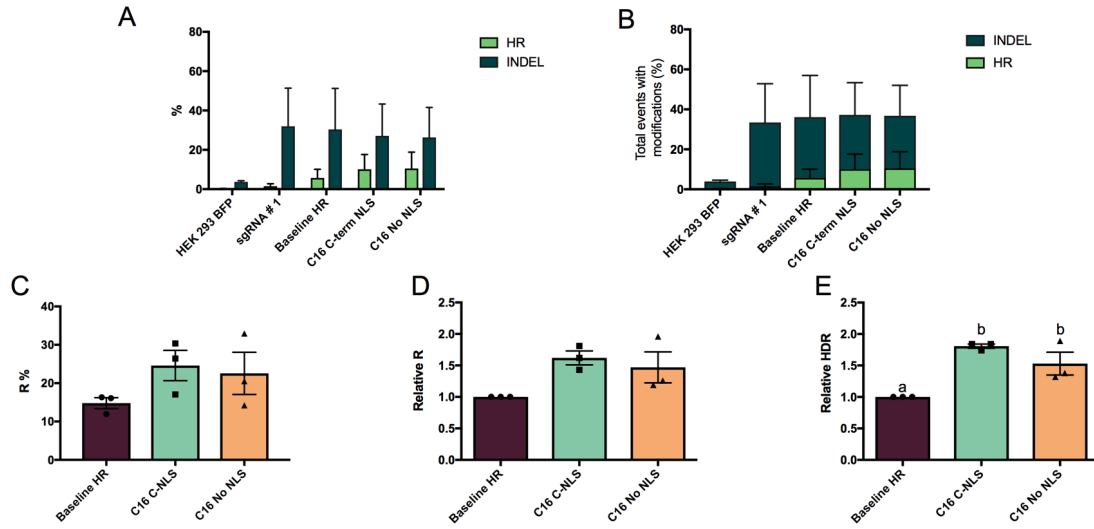 A
%
80
60
40
20
0
HR
INDEL
HEK 293 BFP
sgRNA # 1
Baseline HR
C16 C-term NLS
C16 No NLS
B
Total events with
modifications (%)
80
60
40
20
0
INDEL
HR
HEK 293 BFP
sgRNA # 1
Baseline HR
C16 C-term NLS
C16 No NLS
C
R %
40
30
20
10
0
Baseline HR
C16 C-NLS
C16 No NLS
D
Relative R
2.5
2.0
1.5
1.0
0.5
0.0
Baseline HR
C16 C-NLS
C16 No NLS
E
Relative HDR
2.5
2.0
1.5
1.0
0.5
0.0
a
b
b
Baseline HR
C16 C-NLS
C16 No NLS